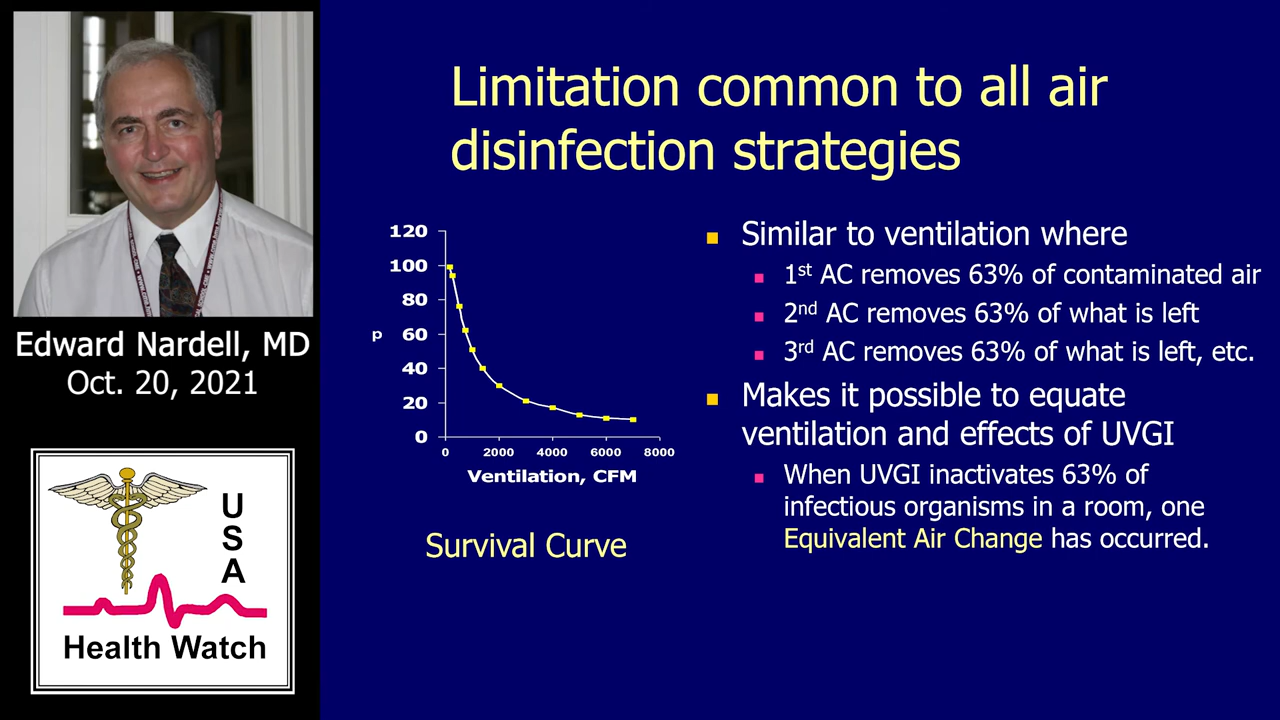 Limitation common to all air
disinfection strategies
Edward Nardell, MD
Oct. 20, 2021
U
S
A
Health Watch
120
100
80
p 60
40
20
0
0 2000 4000 6000 8000
Ventilation, CFM
Survival Curve
Similar to ventilation where
1st AC removes 63% of contaminated air
2nd AC removes 63% of what is left
3rd AC removes 63% of what is left, etc.
Makes it possible to equate
ventilation and effects of UVGI
When UVGI inactivates 63% of
infectious organisms in a room, one
Equivalent Air Change has occurred.